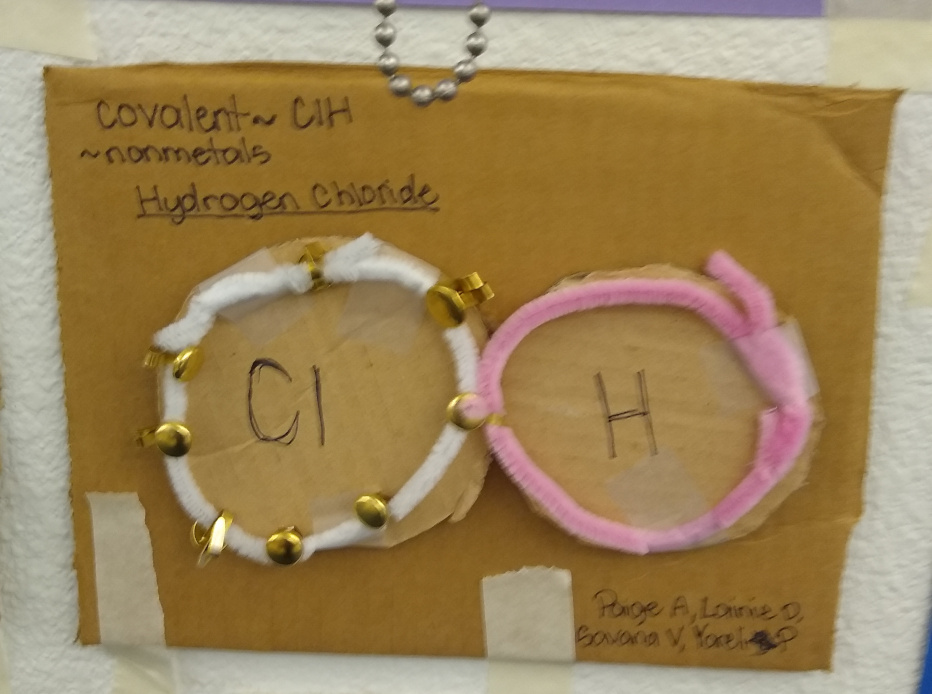 Covalent~ ClH
~nonmetals
Hydrogen Chloride
Cl
H
Paige A, Lainie D,
Savana V, P